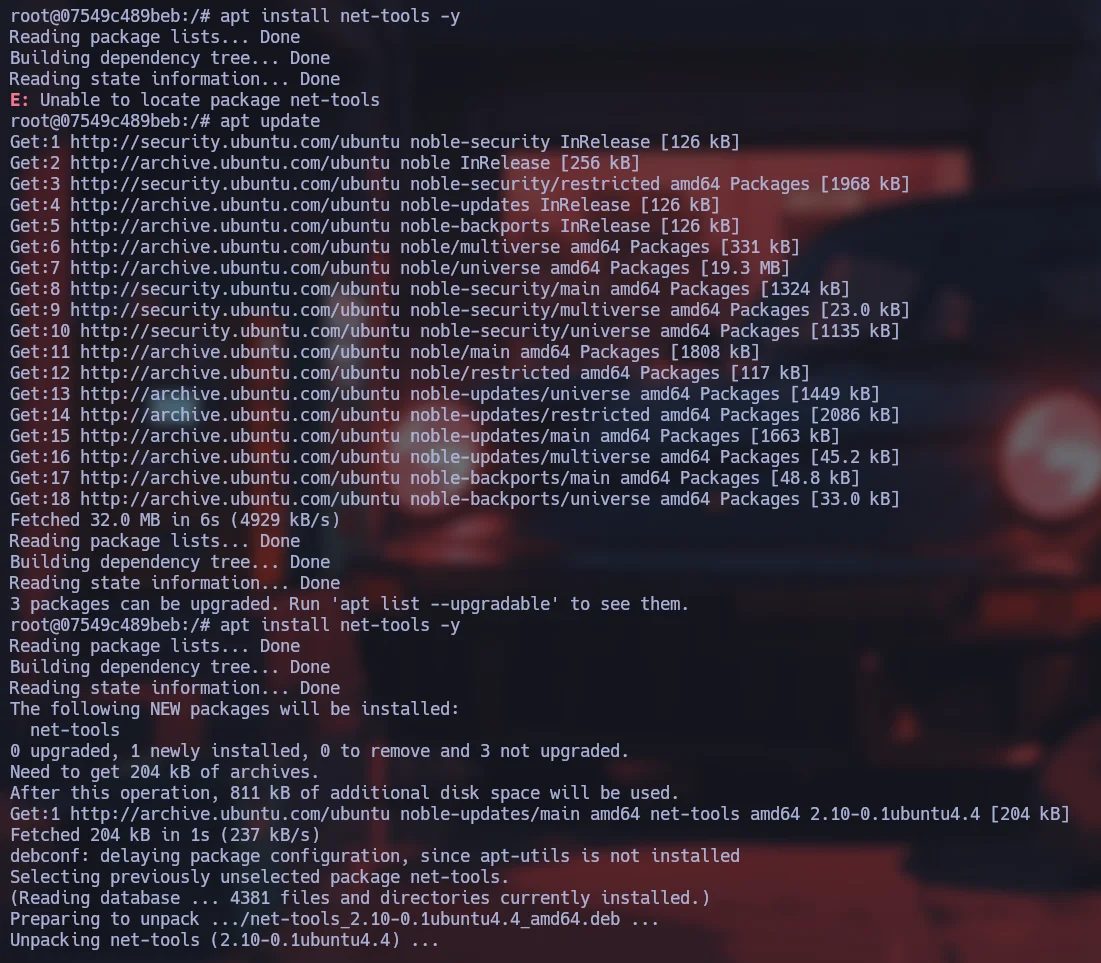 root@07549c489beb:/# apt install net-tools -y
Reading package lists... Done
Building dependency tree... Done
Reading state information... Done
E: Unable to locate package net-tools
root@07549c489beb:/# apt update
Get:1 http://security.ubuntu.com/ubuntu noble-security InRelease [126 kB]
Get:2 http://archive.ubuntu.com/ubuntu noble InRelease [256 kB]
Get:3 http://security.ubuntu.com/ubuntu noble-security/restricted amd64 Packages [1968 kB]
Get:4 http://archive.ubuntu.com/ubuntu noble-updates InRelease [126 kB]
Get:5 http://archive.ubuntu.com/ubuntu noble-backports InRelease [126 kB]
Get:6 http://archive.ubuntu.com/ubuntu noble/multiverse amd64 Packages [331 kB]
Get:7 http://archive.ubuntu.com/ubuntu noble/universe amd64 Packages [19.3 MB]
Get:8 http://security.ubuntu.com/ubuntu noble-security/main amd64 Packages [1324 kB]
Get:9 http://security.ubuntu.com/ubuntu noble-security/multiverse amd64 Packages [23.0 kB]
Get:10 http://security.ubuntu.com/ubuntu noble-security/universe amd64 Packages [1135 kB]
Get:11 http://archive.ubuntu.com/ubuntu noble/main amd64 Packages [1808 kB]
Get:12 http://archive.ubuntu.com/ubuntu noble/restricted amd64 Packages [117 kB]
Get:13 http://archive.ubuntu.com/ubuntu noble-updates/universe amd64 Packages [1449 kB]
Get:14 http://archive.ubuntu.com/ubuntu noble-updates/restricted amd64 Packages [2086 kB]
Get:15 http://archive.ubuntu.com/ubuntu noble-updates/main amd64 Packages [1663 kB]
Get:16 http://archive.ubuntu.com/ubuntu noble-updates/multiverse amd64 Packages [45.2 kB]
Get:17 http://archive.ubuntu.com/ubuntu noble-backports/main amd64 Packages [48.8 kB]
Get:18 http://archive.ubuntu.com/ubuntu noble-backports/universe amd64 Packages [33.0 kB]
Fetched 32.0 MB in 6s (4929 kB/s)
Reading package lists... Done
Building dependency tree... Done
Reading state information... Done
3 packages can be upgraded. Run 'apt list --upgradable' to see them.
root@07549c489beb:/# apt install net-tools -y
Reading package lists... Done
Building dependency tree... Done
Reading state information... Done
The following NEW packages will be installed:
  net-tools
0 upgraded, 1 newly installed, 0 to remove and 3 not upgraded.
Need to get 204 kB of archives.
After this operation, 811 kB of additional disk space will be used.
Get:1 http://archive.ubuntu.com/ubuntu noble-updates/main amd64 net-tools amd64 2.10-0.1ubuntu4.4 [204 kB]
Fetched 204 kB in 1s (237 kB/s)
debconf: delaying package configuration, since apt-utils is not installed
Selecting previously unselected package net-tools.
(Reading database ... 4381 files and directories currently installed.)
Preparing to unpack .../net-tools_2.10-0.1ubuntu4.4_amd64.deb ...
Unpacking net-tools (2.10-0.1ubuntu4.4) ...